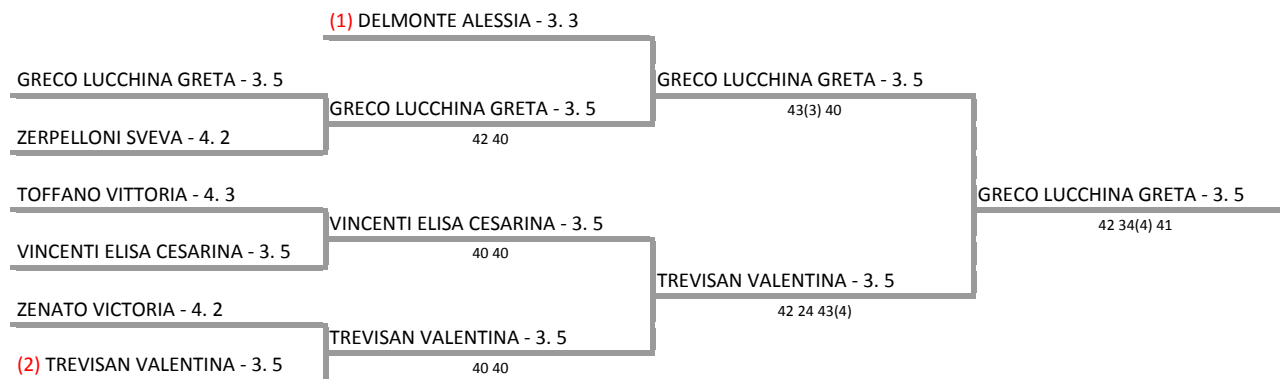 (1) DELMONTE ALESSIA - 3. 3
GRECO LUCCHINA GRETA - 3. 5
GRECO LUCCHINA GRETA - 3. 5
GRECO LUCCHINA GRETA - 3. 5
43(3) 40
ZERPELLONI SVEVA - 4. 2
42 40
TOFFANO VITTORIA - 4. 3
GRECO LUCCHINA GRETA - 3. 5
42 34(4) 41
VINCENTI ELISA CESARINA - 3. 5
VINCENTI ELISA CESARINA - 3. 5
40 40
TREVISAN VALENTINA - 3. 5
42 24 43(4)
ZENATO VICTORIA - 4. 2
TREVISAN VALENTINA - 3. 5
(2) TREVISAN VALENTINA - 3. 5
40 40